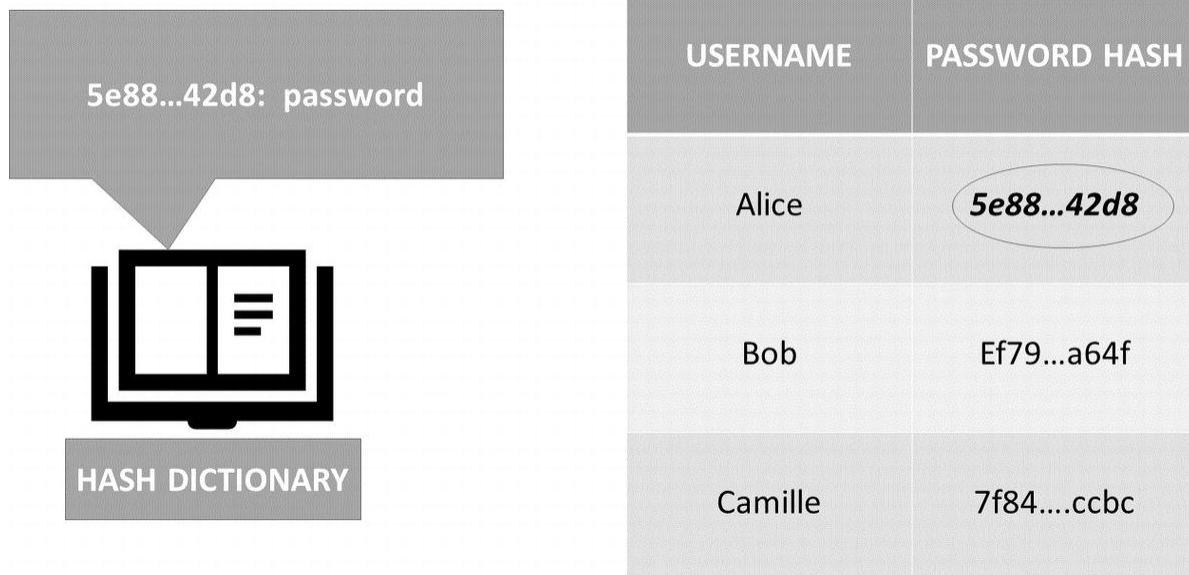 5e88...42d8: password
HASH DICTIONARY
USERNAME PASSWORD HASH
Alice 5e88...42d8
Bob Ef79...a64f
Camille 7f84....ccbc